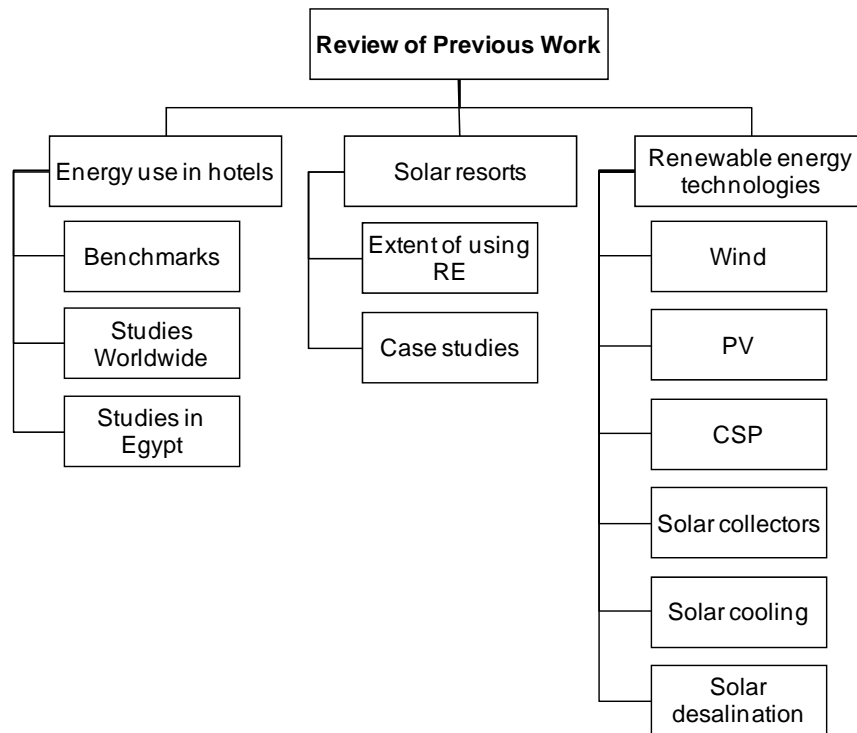 Review of Previous Work
Energy use in hotels
Benchmarks
Studies
Worldwide
Studies in
Egypt
Solar resorts
Extent of using
RE
Case studies
Renewable energy
technologies
Wind
PV
CSP
Solar collectors
Solar cooling
Solar
desalination